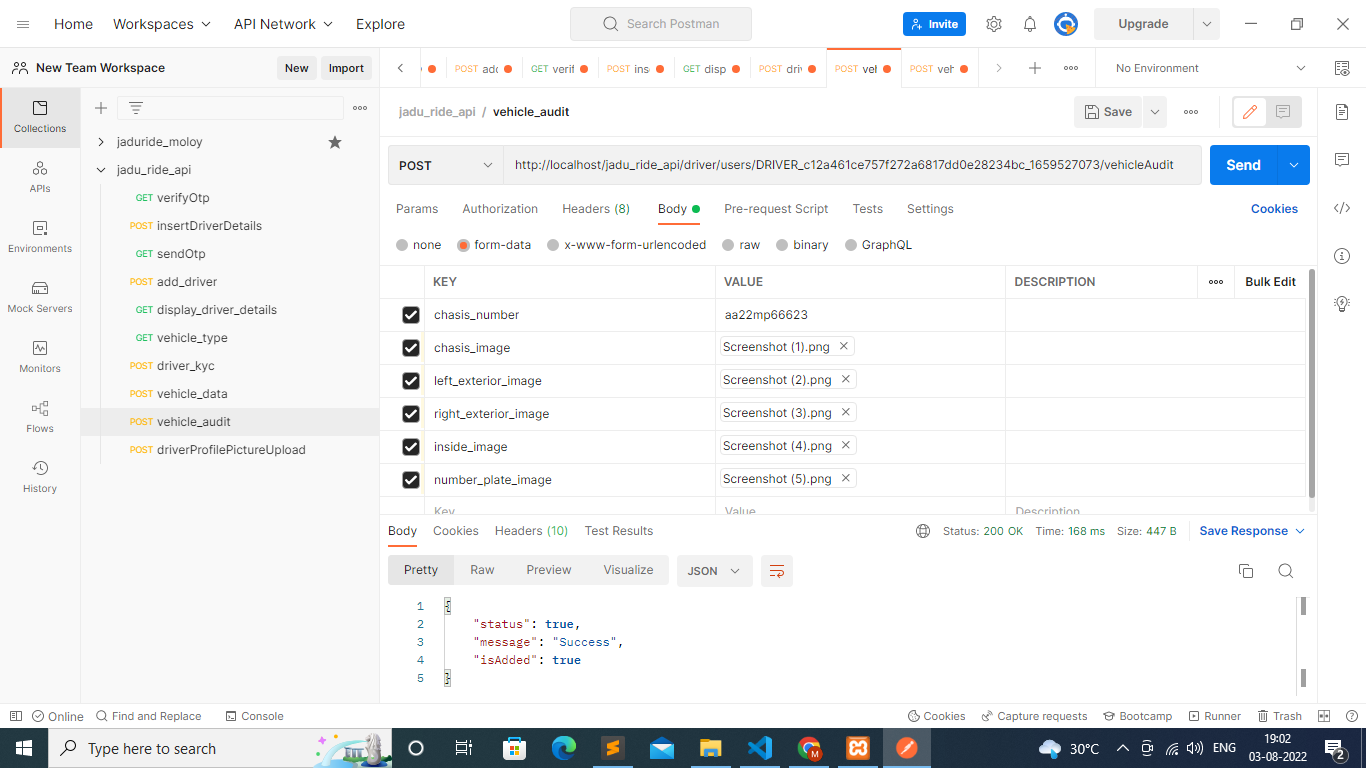 Home
Workspaces
API Network
Explore
Search Postman
Invite
Upgrade
New Team Workspace
New
Import
POST add
GET verif
POST inse
GET disp
POST driv
POST veh
POST veh
No Environment
Collections
APIs
Environments
Mock Servers
Monitors
Flows
History
jaduride_moloy
jadu_ride_api
GET verifyOtp
POST insertDriverDetails
GET sendOtp
POST add_driver
GET display_driver_details
GET vehicle_type
POST driver_kyc
POST vehicle_data
POST vehicle_audit
POST driverProfilePictureUpload
jadu_ride_api / vehicle_audit
Save
POST
http://localhost/jadu_ride_api/driver/users/DRIVER_c12a461ce757f272a6817dd0e28234bc_1659527073/vehicleAudit
Send
Params
Authorization
Headers (8)
Body
Pre-request Script
Tests
Settings
Cookies
none
form-data
x-www-form-urlencoded
raw
binary
GraphQL
KEY VALUE DESCRIPTION Bulk Edit
chasis_number aa22mp66623
chasis_image Screenshot (1).png
left_exterior_image Screenshot (2).png
right_exterior_image Screenshot (3).png
inside_image Screenshot (4).png
number_plate_image Screenshot (5).png
Key Value Description
Body
Cookies
Headers (10)
Test Results
Status: 200 OK
Time: 168 ms
Size: 447 B
Save Response
Pretty
Raw
Preview
Visualize
JSON
1 {
2 "status": true,
3 "message": "Success",
4 "isAdded": true
5 }
Online
Find and Replace
Console
Cookies
Capture requests
Bootcamp
Runner
Trash
Type here to search
30°C
ENG
19:02
03-08-2022
2